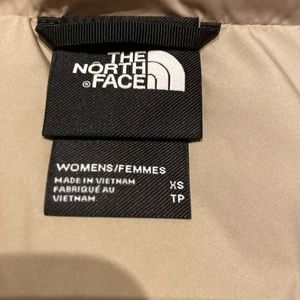 THE
NORTH
FACE
®
WOMENS/FEMMES
MADE IN VIETNAM
FABRIQUÉ AU
VIETNAM
XS
TP